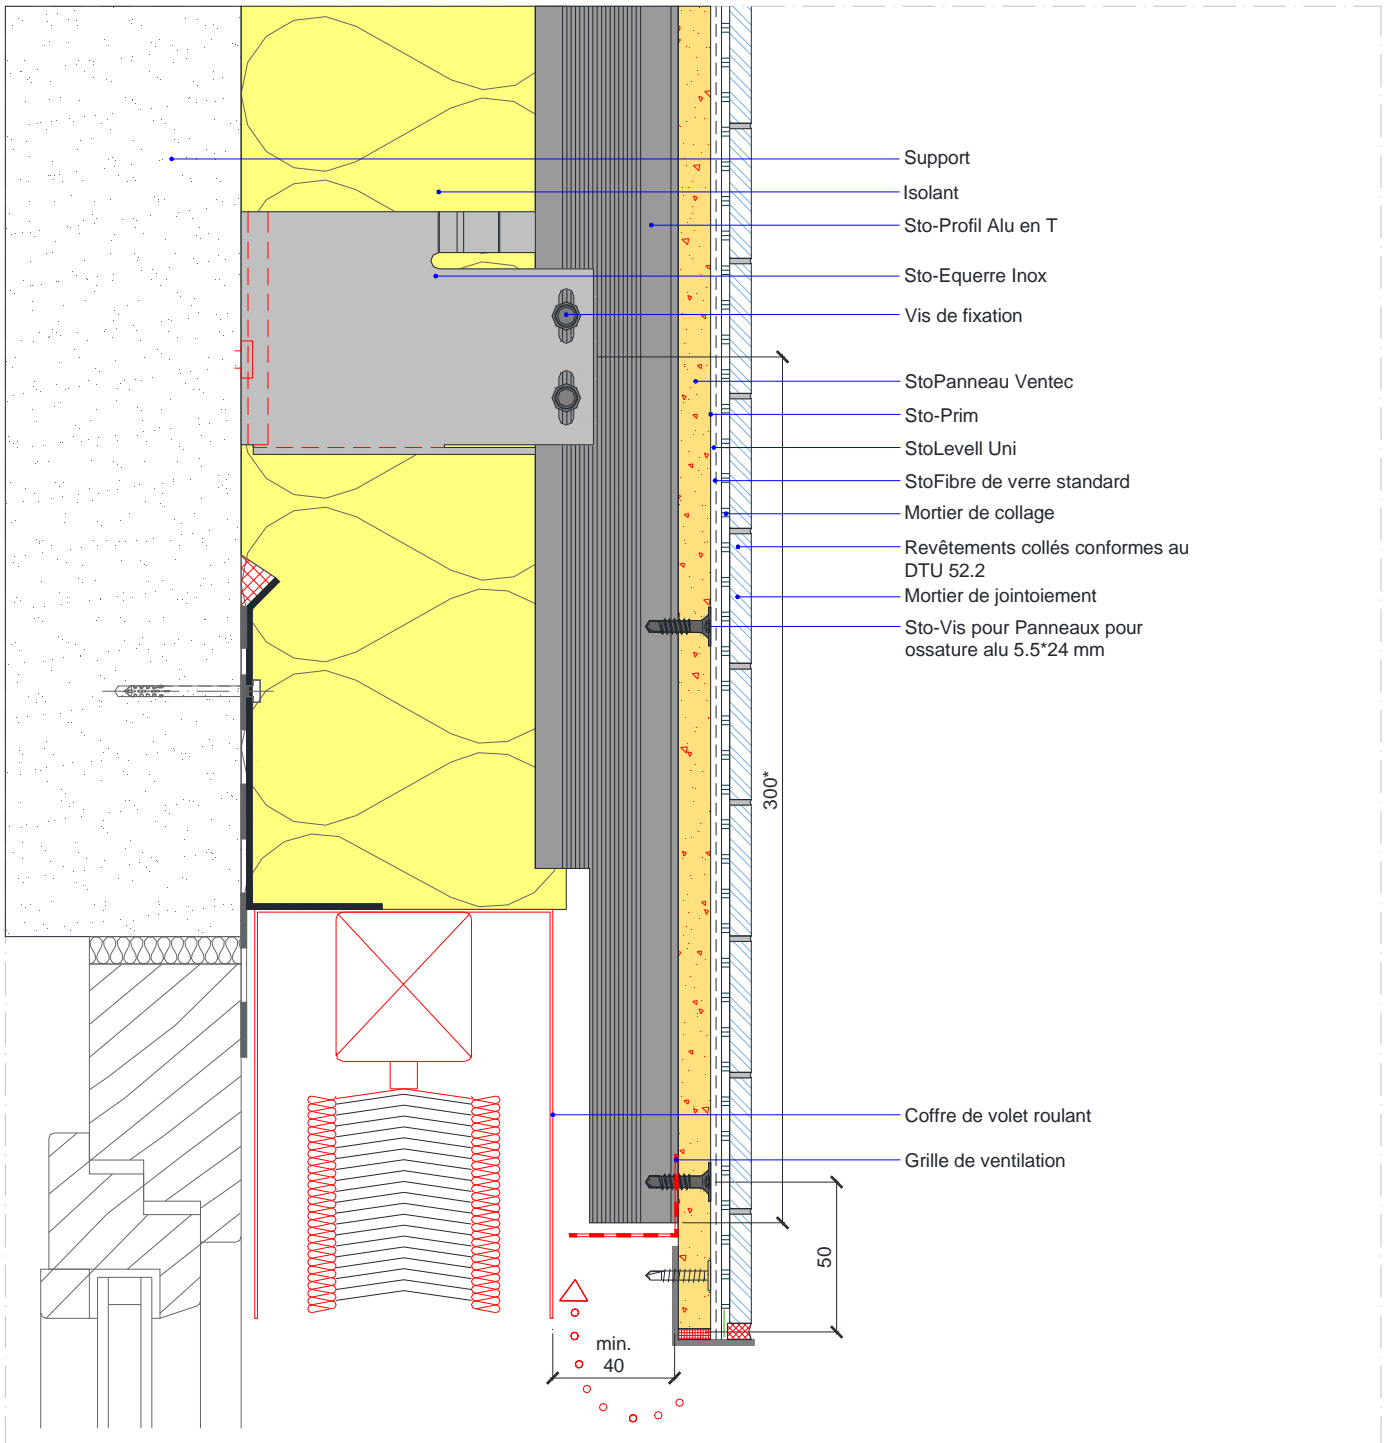 Support
Isolant
Sto-Profil Alu en T
Sto-Equerre Inox
Vis de fixation
StoPanneau Ventec
Sto-Prim
StoLevell Uni
StoFibre de verre standard
Mortier de collage
Revêtements collés conformes au
DTU 52.2
Mortier de jointoiement
Sto-Vis pour Panneaux pour
ossature alu 5.5*24 mm
300*
Coffre de volet roulant
Grille de ventilation
50
min.
40